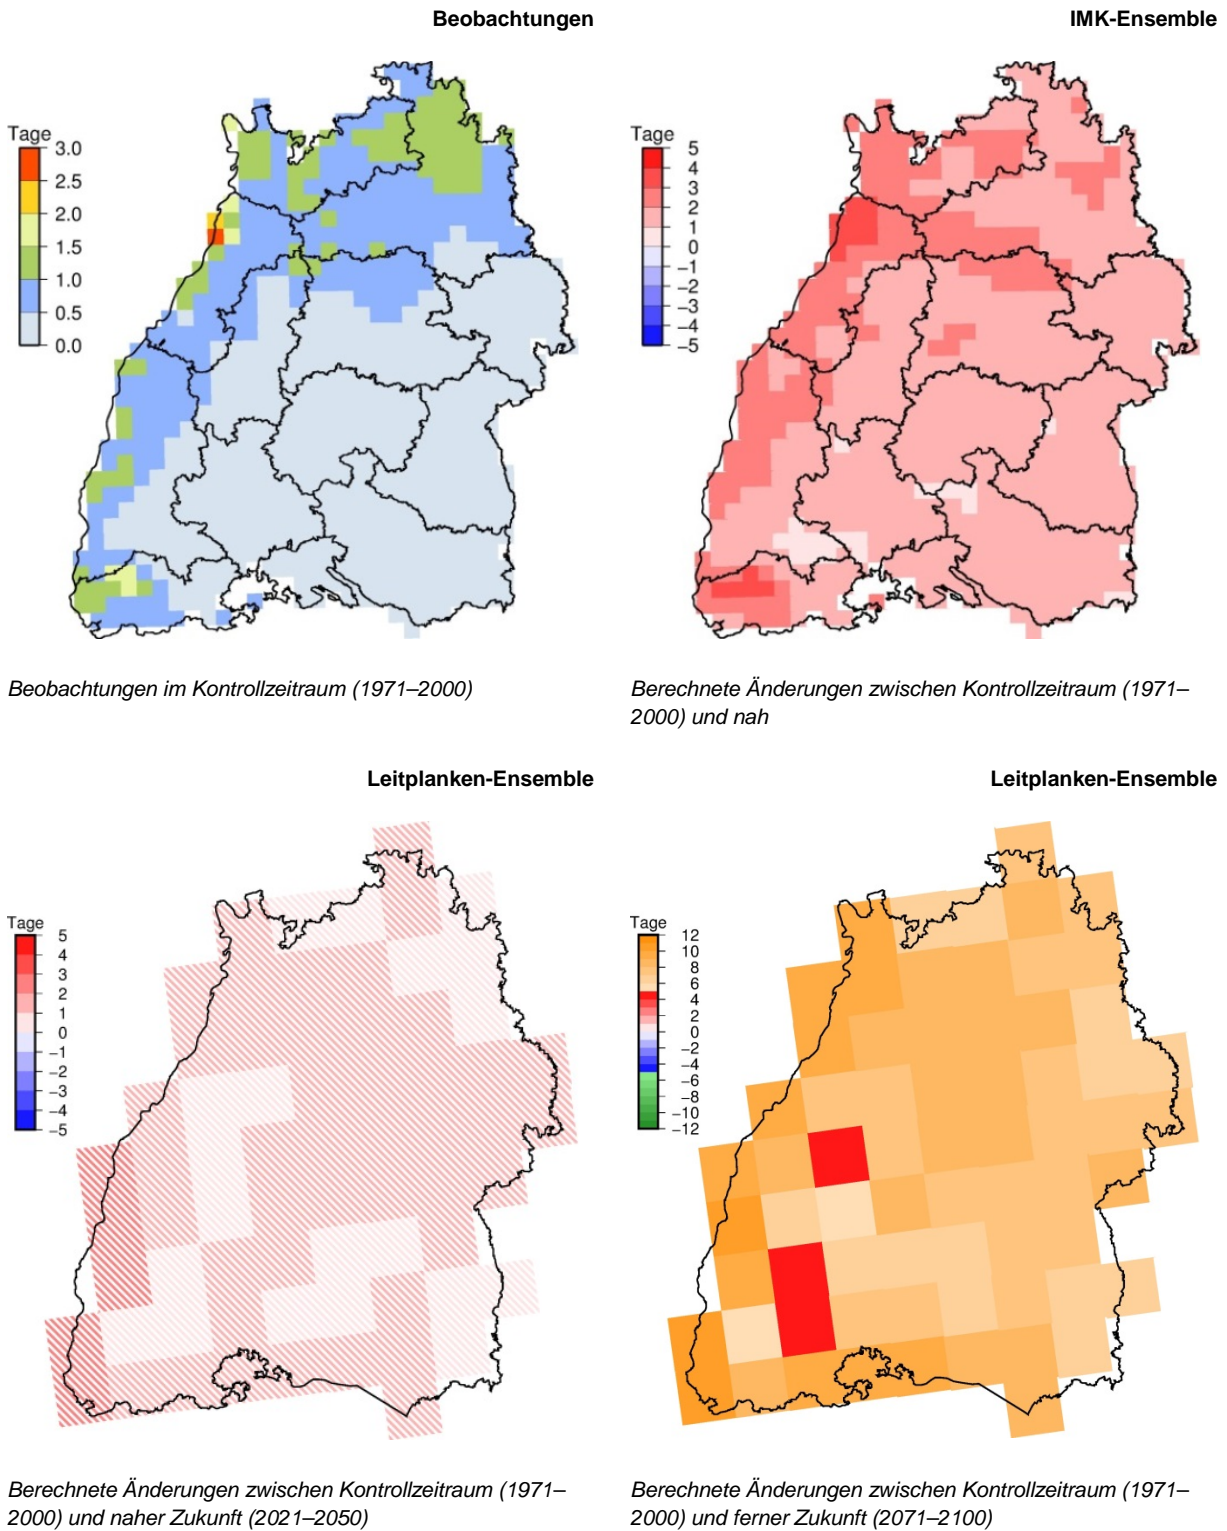 Beobachtungen
Tage
3.0
2.5
2.0
1.5
1.0
0.5
0.0
Beobachtungen im Kontrollzeitraum (1971–2000)
IMK-Ensemble
Tage
5
4
3
2
1
0
−1
−2
−3
−4
−5
Berechnete Änderungen zwischen Kontrollzeitraum (1971–
2000) und nah
Leitplanken-Ensemble
Tage
5
4
3
2
1
0
−1
−2
−3
−4
−5
Berechnete Änderungen zwischen Kontrollzeitraum (1971–
2000) und naher Zukunft (2021–2050)
Leitplanken-Ensemble
Tage
12
10
8
6
4
2
0
−2
−4
−6
−8
−10
−12
Berechnete Änderungen zwischen Kontrollzeitraum (1971–
2000) und ferner Zukunft (2071–2100)